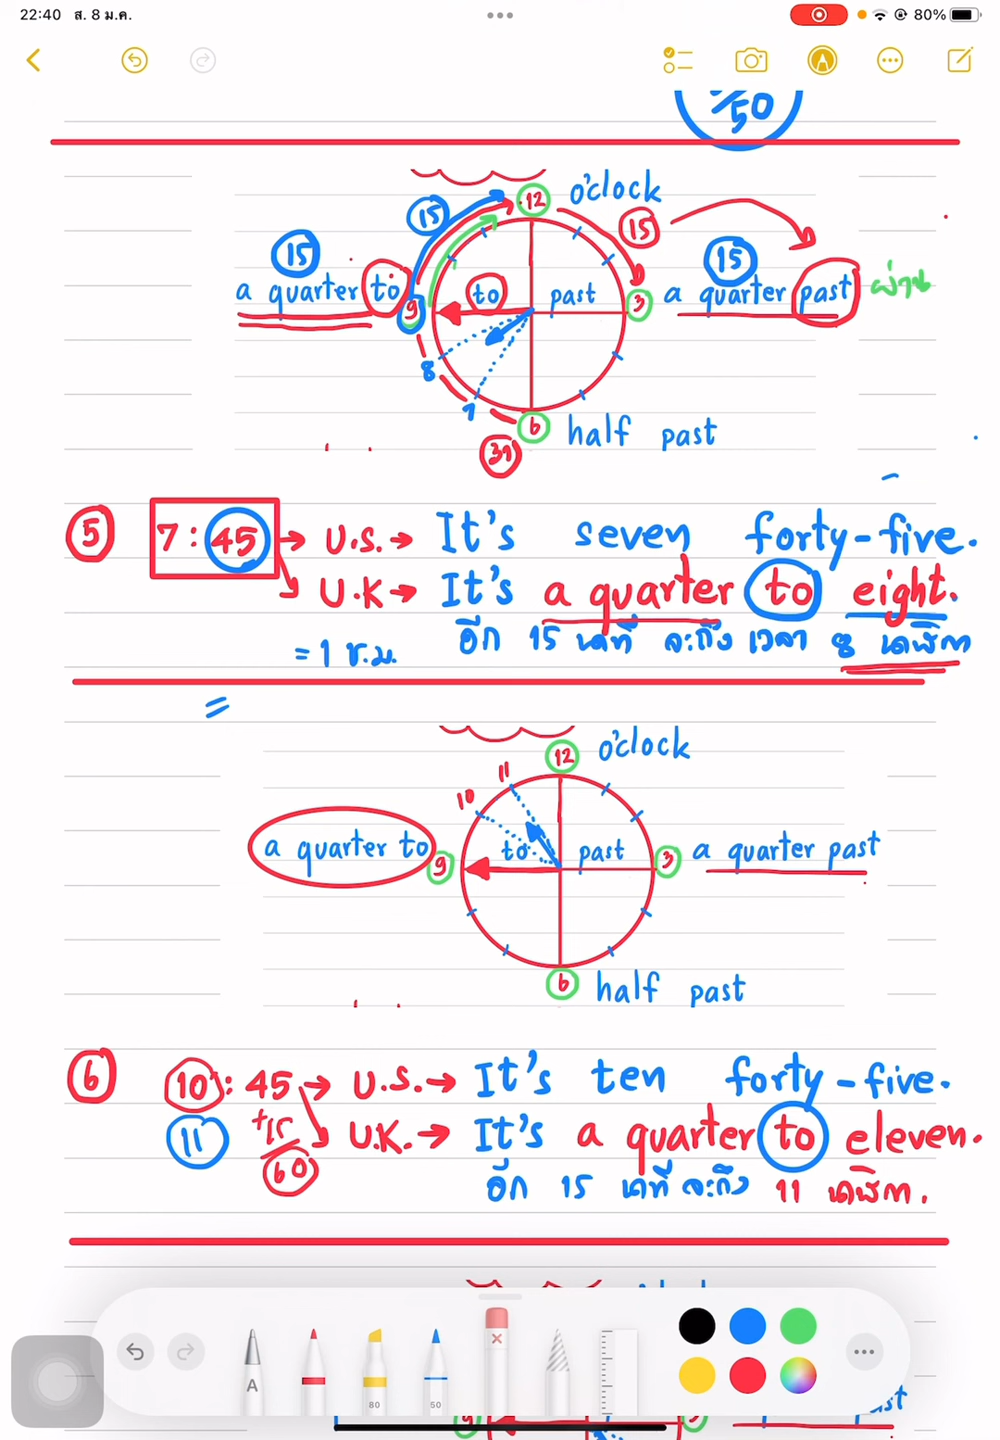 22:40 ส. 8 ม.ค. 80%
50
12 o'clock
15 15
15 15
a quarter to 9 to past 3 a quarter past ผ่าน
8
7
6 half past
5 7 : 45 → U.S. → It's seven forty-five.
U.K → It's a quarter to eight.
= 1 ช.ม. อีก 15 นาที จะถึง เวลา 8 นาฬิกา
=
12 o'clock
11
10
a quarter to 9 to past 3 a quarter past
6 half past
6 10 : 45 → U.S. → It's ten forty-five.
11 +15 U.K. → It's a quarter to eleven.
60 อีก 15 นาที จะถึง 11 นาฬิกา.
A 80 50